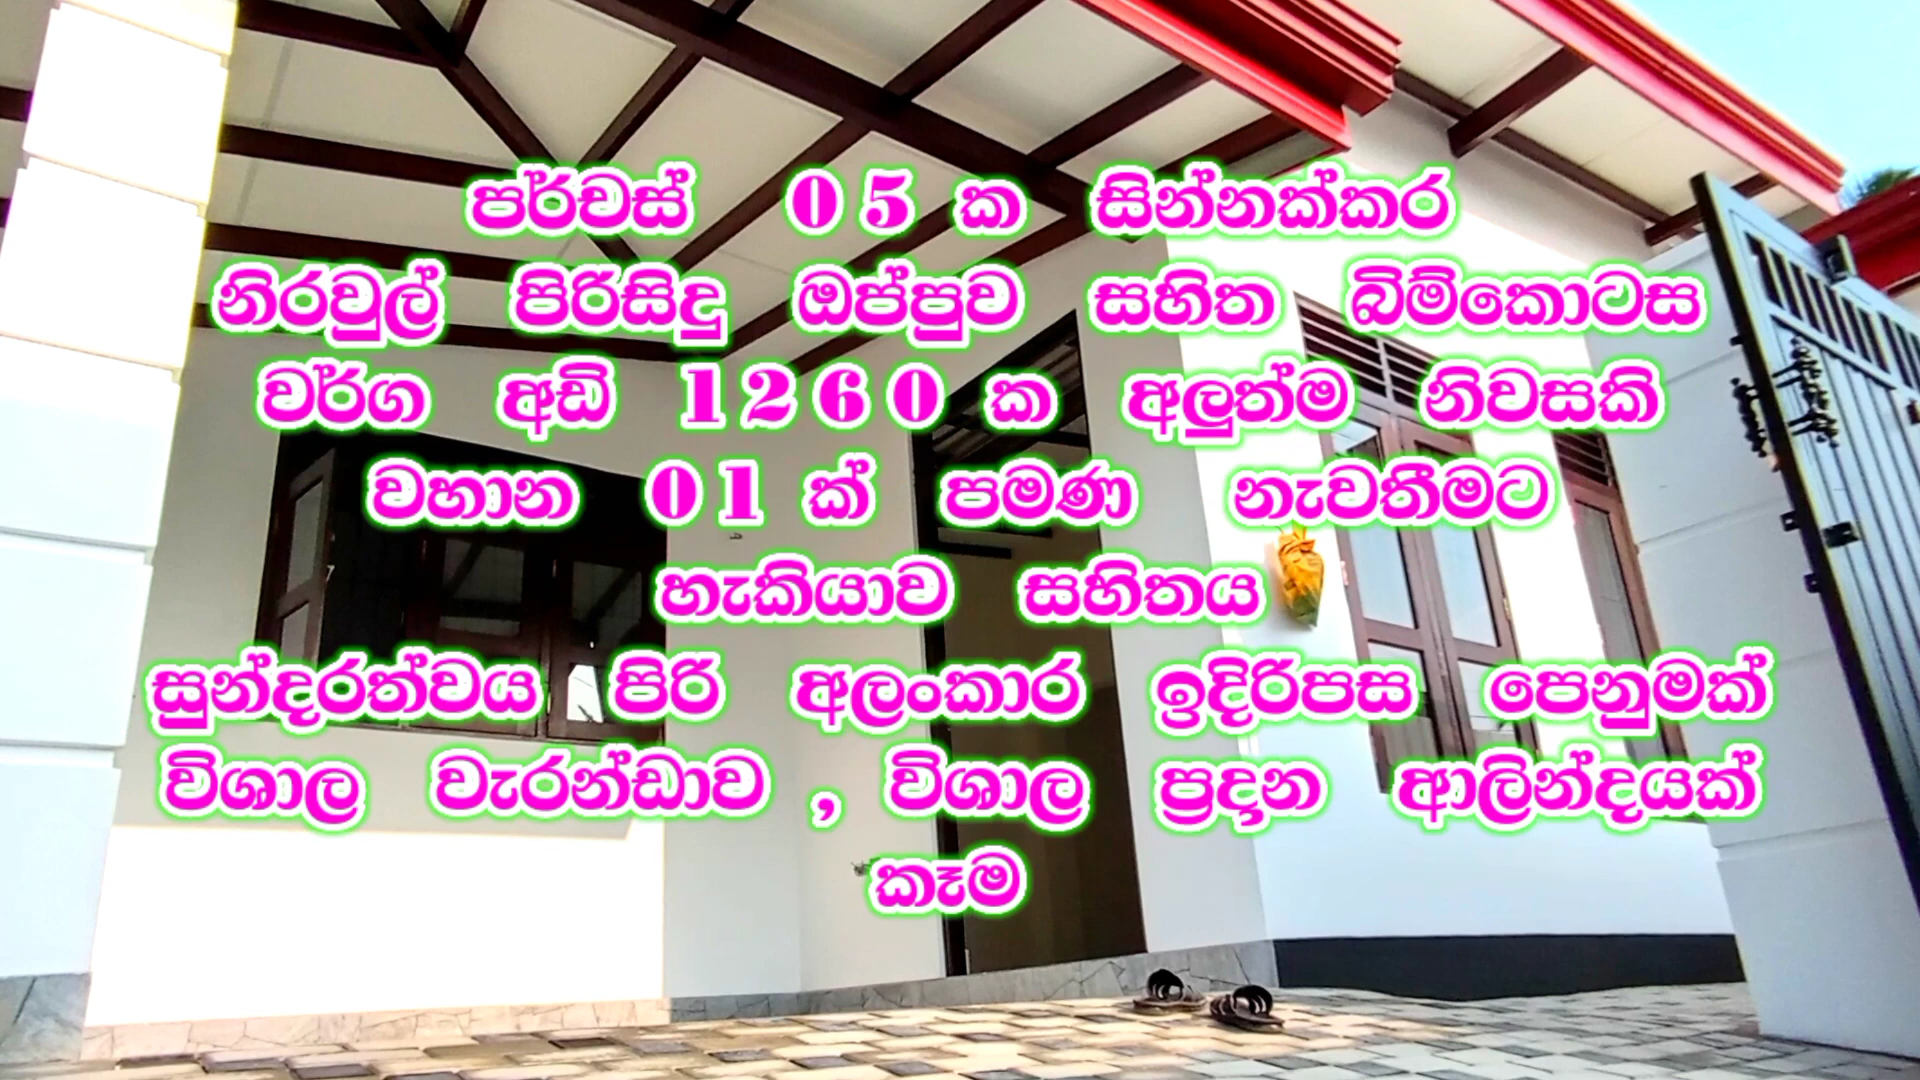 පර්චස් 05 ක සින්නක්කර
නිරවුල් පිරිසිදු ඔප්පුව සහිත බිම්කොටස
වර්ග අඩි 1260 ක අලුත්ම නිවසකි
වහාන 01 ක් පමණ නැවතීමට
හැකියාව සහිතය
සුන්දරත්වය පිරි අලංකාර ඉදිරිපස පෙනුමක්
විශාල වැරන්ඩාව , විශාල ප්‍රදාන ආලින්දයක්
කෑම